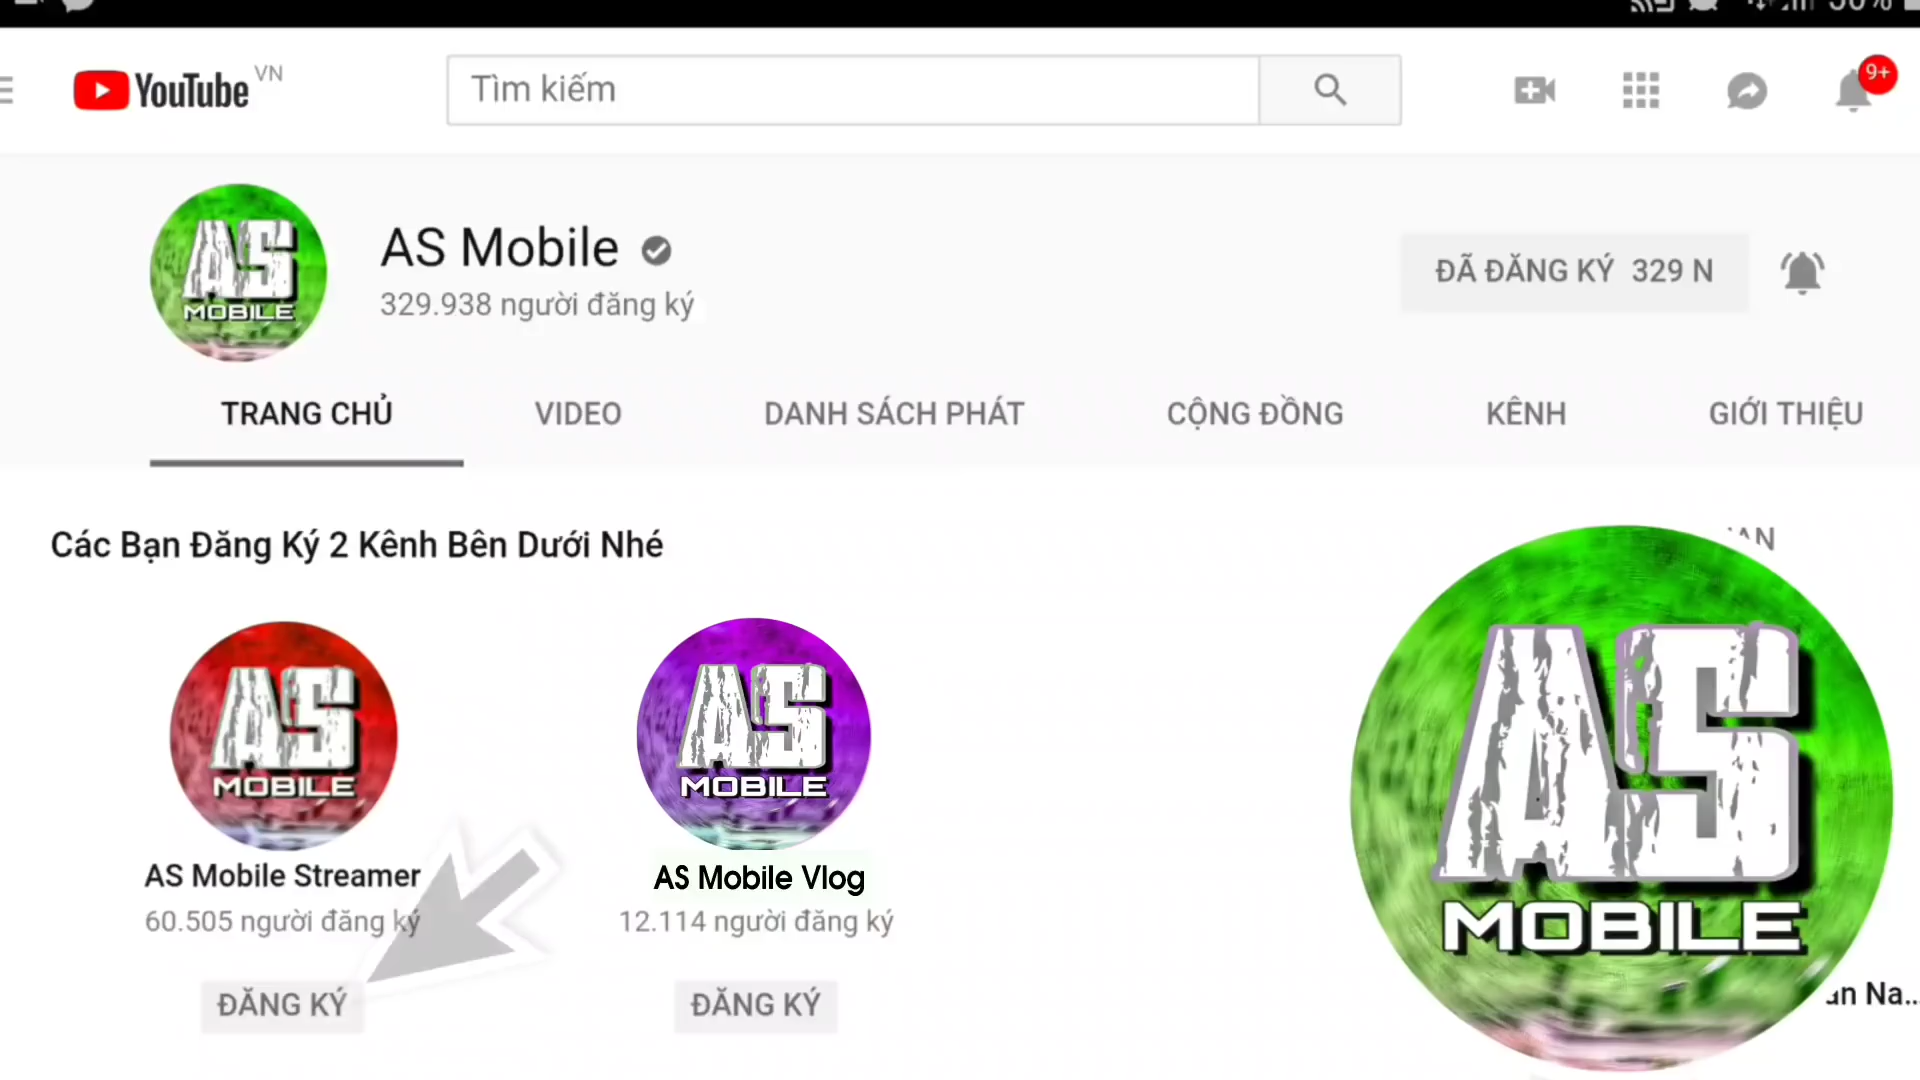 YouTube VN
Tìm kiếm
9+
AS
MOBILE
AS Mobile
329.938 người đăng ký
ĐÃ ĐĂNG KÝ 329 N
TRANG CHỦ
VIDEO
DANH SÁCH PHÁT
CỘNG ĐỒNG
KÊNH
GIỚI THIỆU
Các Bạn Đăng Ký 2 Kênh Bên Dưới Nhé
AS
MOBILE
AS Mobile Streamer
60.505 người đăng ký
ĐĂNG KÝ
AS
MOBILE
AS Mobile Vlog
12.114 người đăng ký
ĐĂNG KÝ
AS
MOBILE
Na...